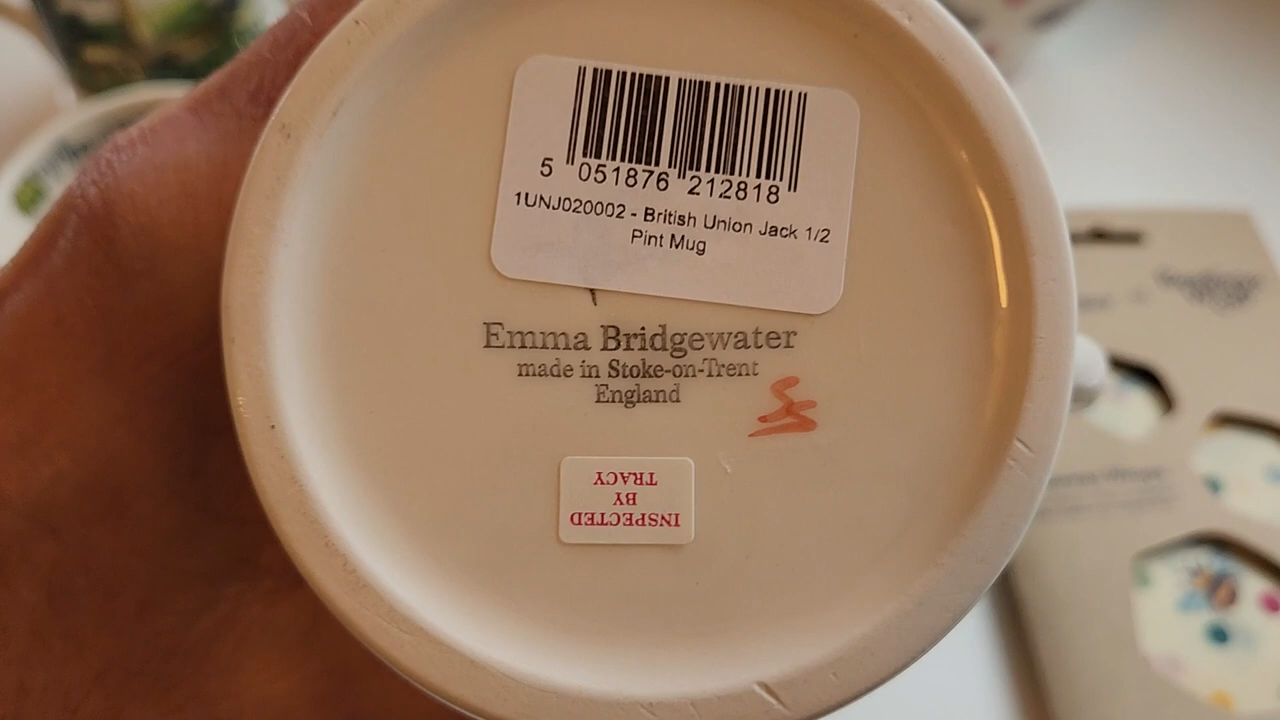 5 051876 212818
1UNJ020002 - British Union Jack 1/2
Pint Mug
Emma Bridgewater
made in Stoke-on-Trent
England
INSPECTED
BY
TRACY